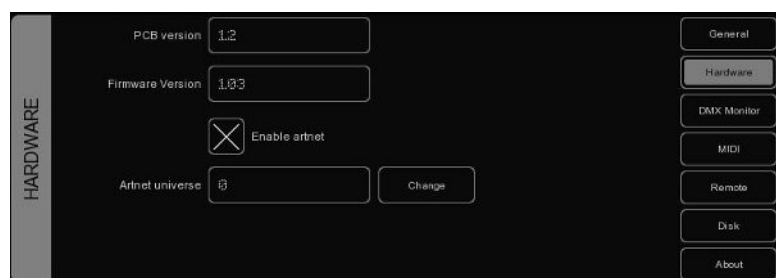 HARDWARE
PCB version 1.2
Firmware Version 1.03
Enable artnet
Artnet universe 0 Change
General
Hardware
DMX Monitor
MIDI
Remote
Disk
About